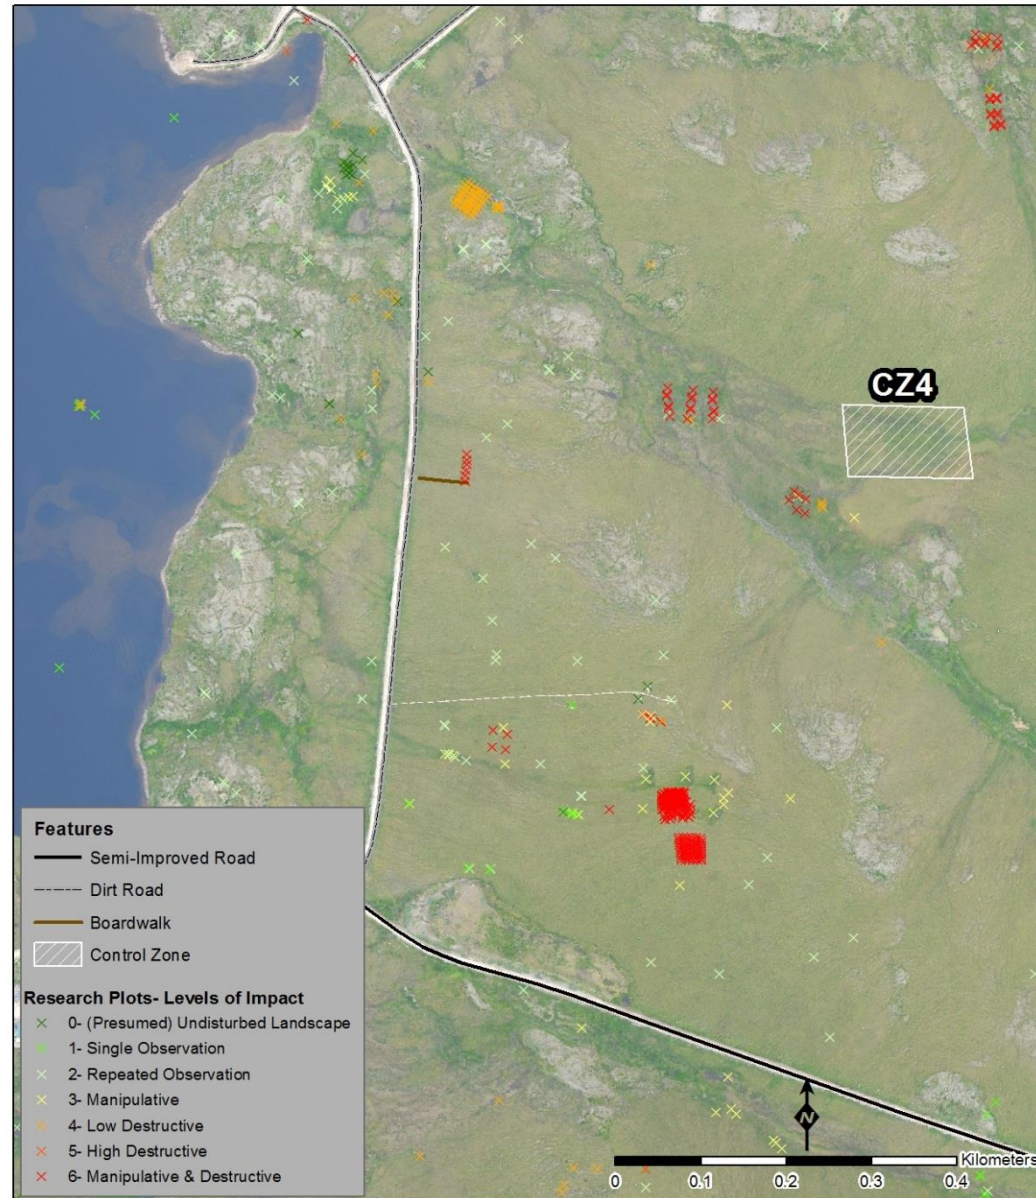 CZ4
Features
Semi-Improved Road
Dirt Road
Boardwalk
Control Zone
Research Plots- Levels of Impact
0- (Presumed) Undisturbed Landscape
1- Single Observation
2- Repeated Observation
3- Manipulative
4- Low Destructive
5- High Destructive
6- Manipulative & Destructive
N
Kilometers
0 0.1 0.2 0.3 0.4